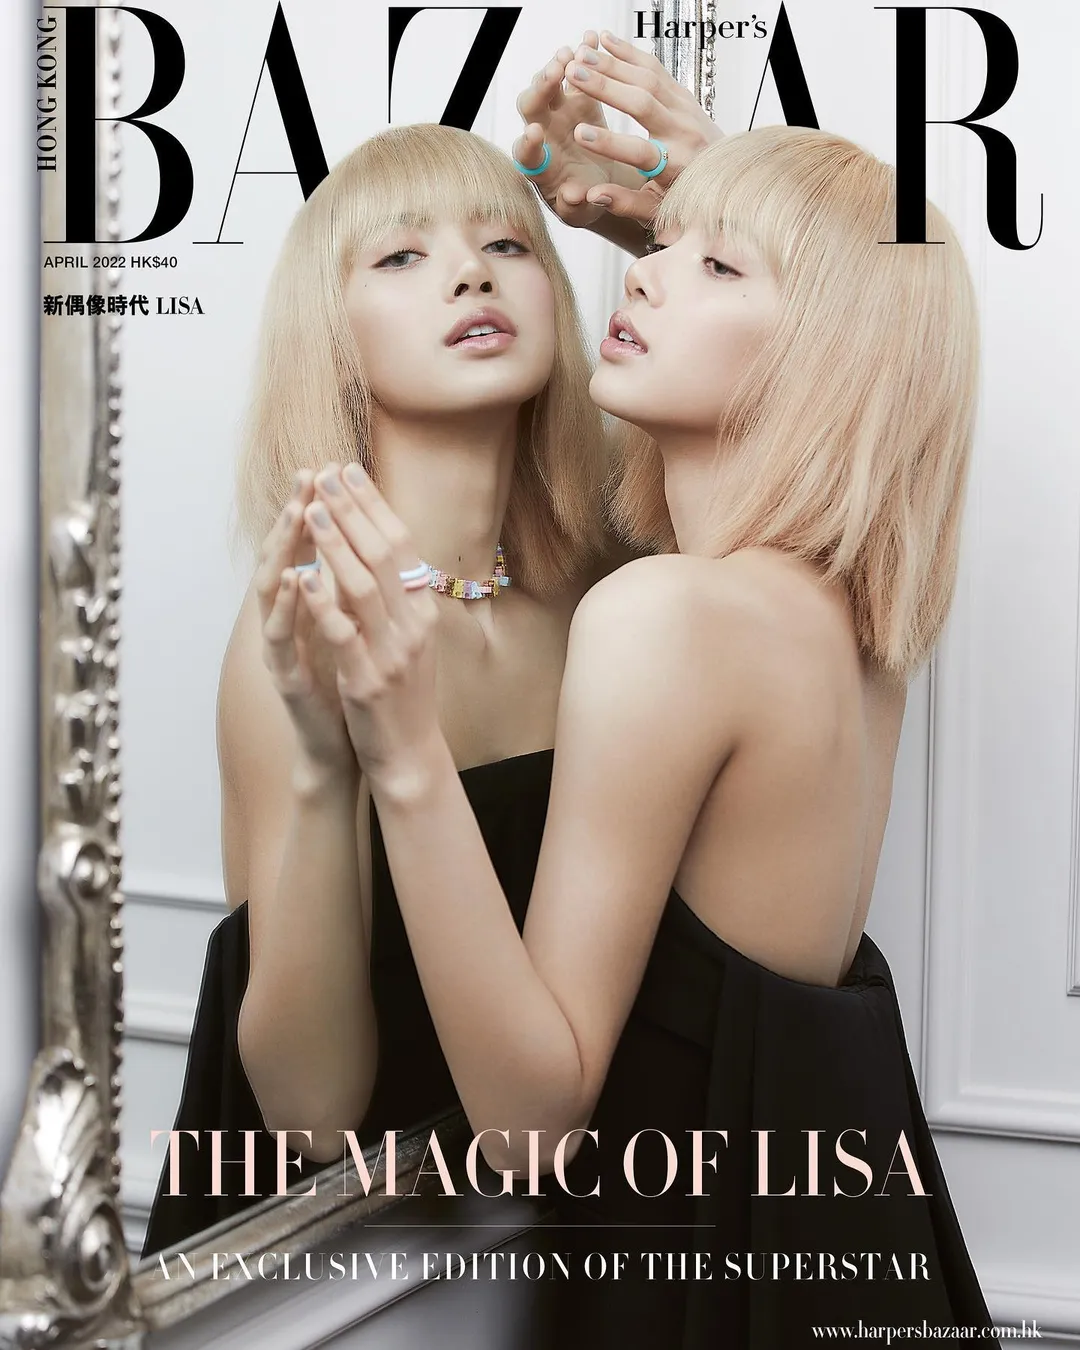 HONG KONG
Harper's
BAZAAR
APRIL 2022 HK$40
新偶像時代 LISA
THE MAGIC OF LISA
AN EXCLUSIVE EDITION OF THE SUPERSTAR
www.harpersbazaar.com.hk